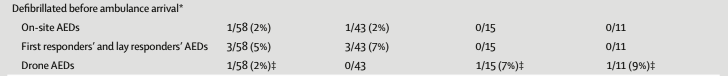 Defibrillated before ambulance arrival*
On-site AEDs 1/58 (2%) 1/43 (2%) 0/15 0/11
First responders' and lay responders' AEDs 3/58 (5%) 3/43 (7%) 0/15 0/11
Drone AEDs 1/58 (2%)‡ 0/43 1/15 (7%)‡ 1/11 (9%)‡